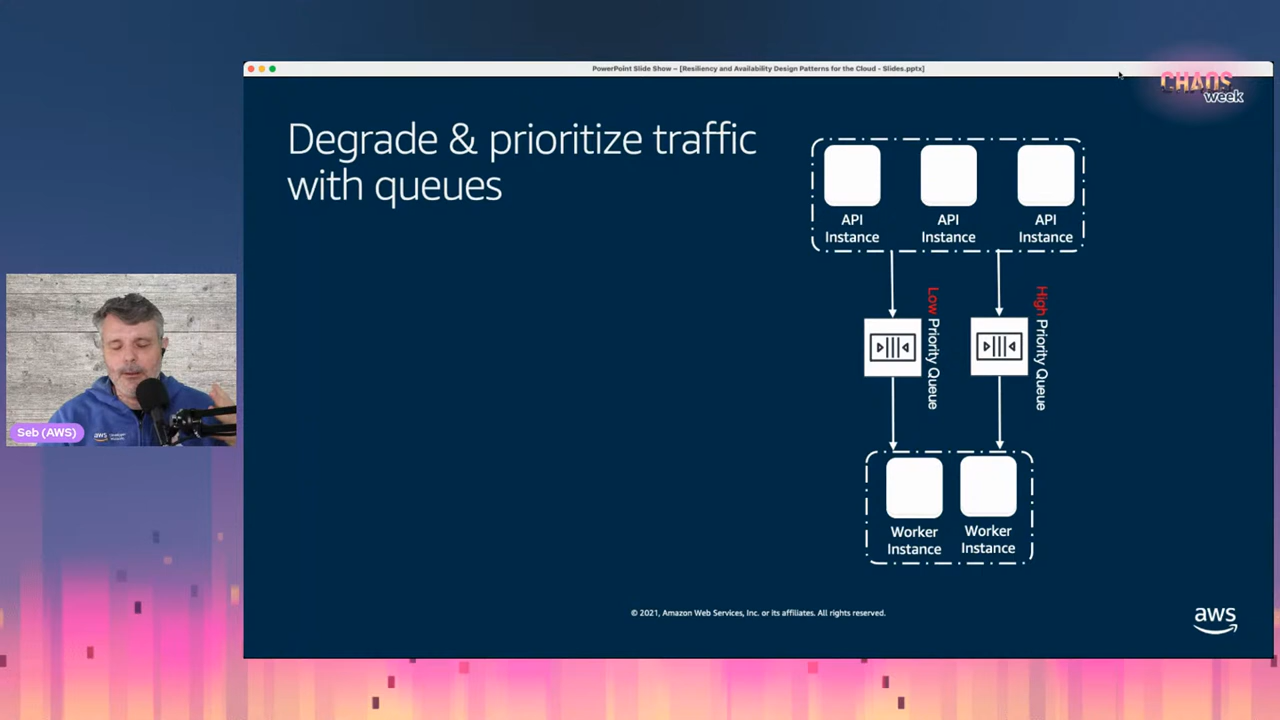 PowerPoint Slide Show – [Resiliency and Availability Design Patterns for the Cloud - Slides.pptx]
CHAOS
week
Degrade & prioritize traffic
with queues
API
Instance
API
Instance
API
Instance
Low Priority Queue
High Priority Queue
Worker
Instance
Worker
Instance
aws
Seb (AWS)
© 2021, Amazon Web Services, Inc. or its affiliates. All rights reserved.
aws